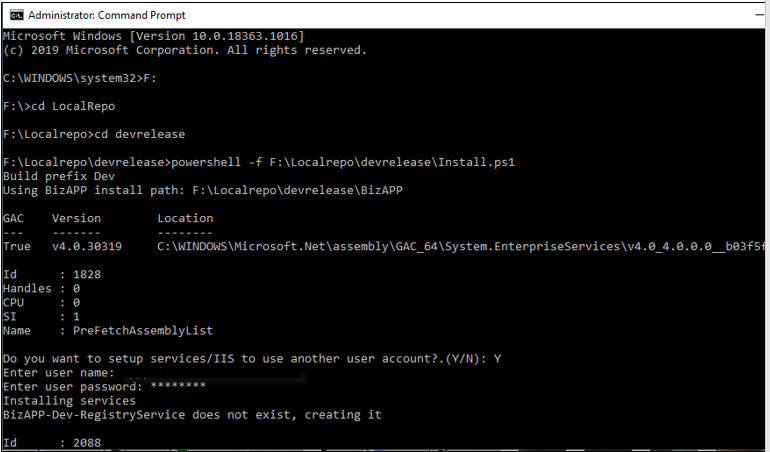 Administrator: Command Prompt
Microsoft Windows [Version 10.0.18363.1016]
(c) 2019 Microsoft Corporation. All rights reserved.
C:\WINDOWS\system32>F:
F:\>cd LocalRepo
F:\Localrepo>cd devrelease
F:\Localrepo\devrelease>powershell -f F:\Localrepo\devrelease\Install.ps1
Build prefix Dev
Using BizAPP install path: F:\Localrepo\devrelease\BizAPP
GAC    Version        Location
---    -------        --------
True   v4.0.30319     C:\WINDOWS\Microsoft.Net\assembly\GAC_64\System.EnterpriseServices\v4.0_4.0.0.0__b03f5f
Id      : 1828
Handles : 0
CPU     : 0
SI      : 1
Name    : PreFetchAssemblyList
Do you want to setup services/IIS to use another user account?.(Y/N): Y
Enter user name:
Enter user password: ********
Installing services
BizAPP-Dev-RegistryService does not exist, creating it
Id      : 2088